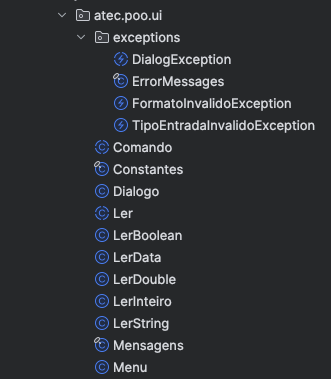 atec.poo.ui
exceptions
DialogException
ErrorMessages
FormatoInvalidoException
TipoEntradaInvalidoException
Comando
Constantes
Dialogo
Ler
LerBoolean
LerData
LerDouble
LerInteiro
LerString
Mensagens
Menu